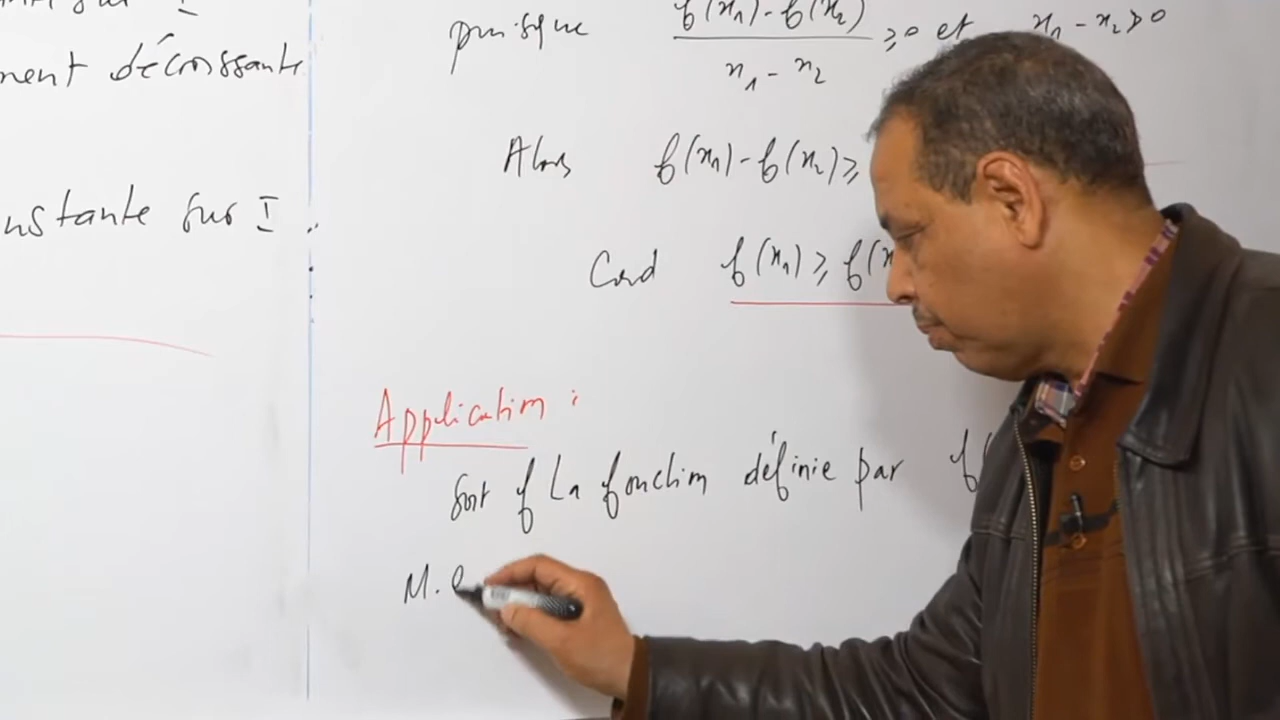 ment décroissante
nstante sur I.
puisque f(x₁)-f(x₂) / x₁-x₂ ≥0 et x₁-x₂>0
Alors f(x₁)-f(x₂)≥
f(x₁)≥f(x
Application :
Soit f La fonction définie par f(
M.